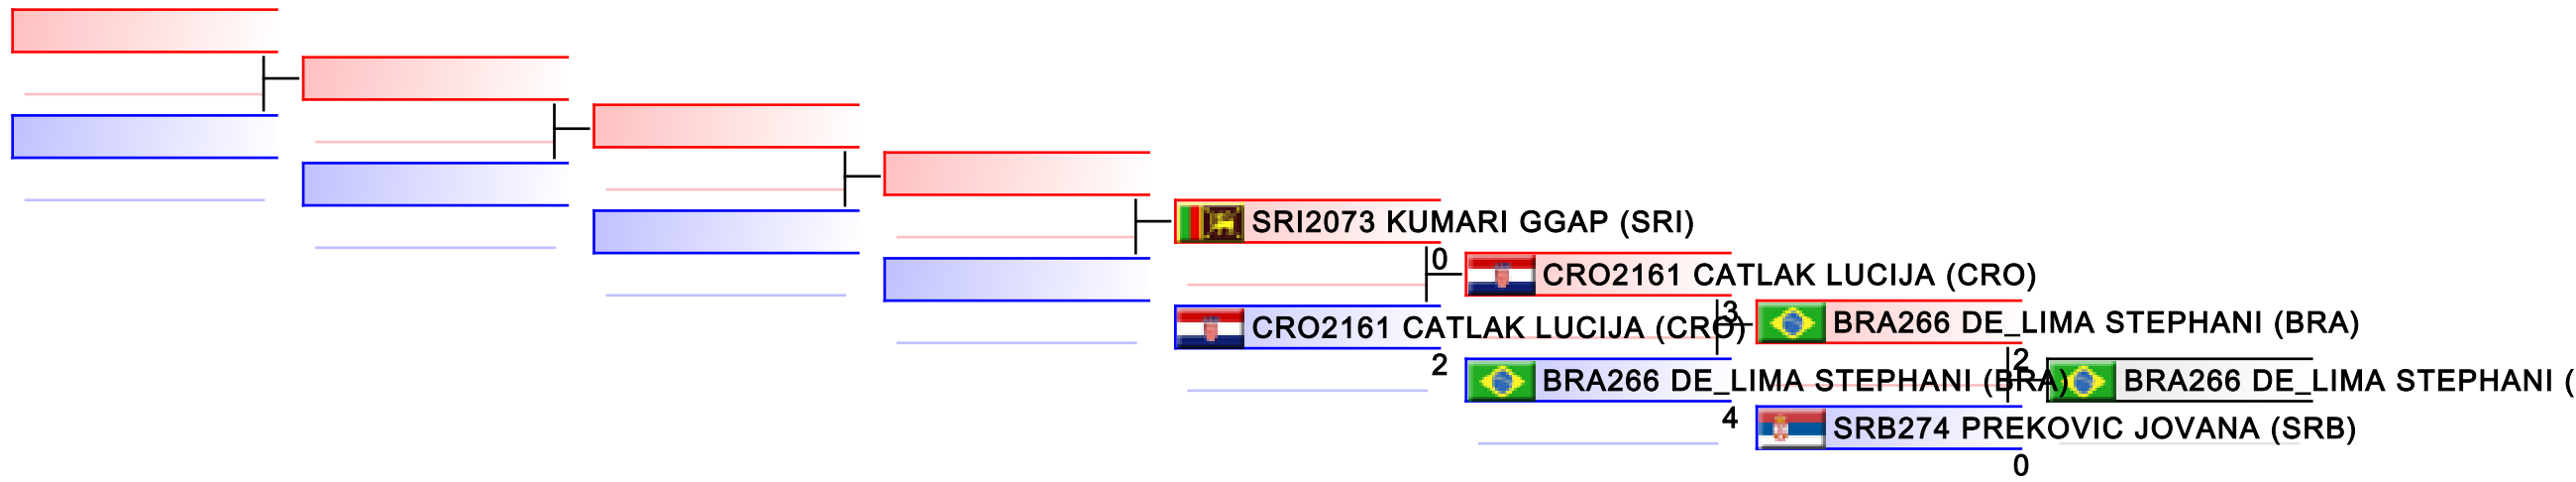 SRI2073 KUMARI GGAP (SRI)
0
CRO2161 CATLAK LUCIJA (CRO)
CRO2161 CATLAK LUCIJA (CRO)
2
3
BRA266 DE_LIMA STEPHANI (BRA)
BRA266 DE_LIMA STEPHANI (BRA)
4
2
BRA266 DE_LIMA STEPHANI (
SRB274 PREKOVIC JOVANA (SRB)
0